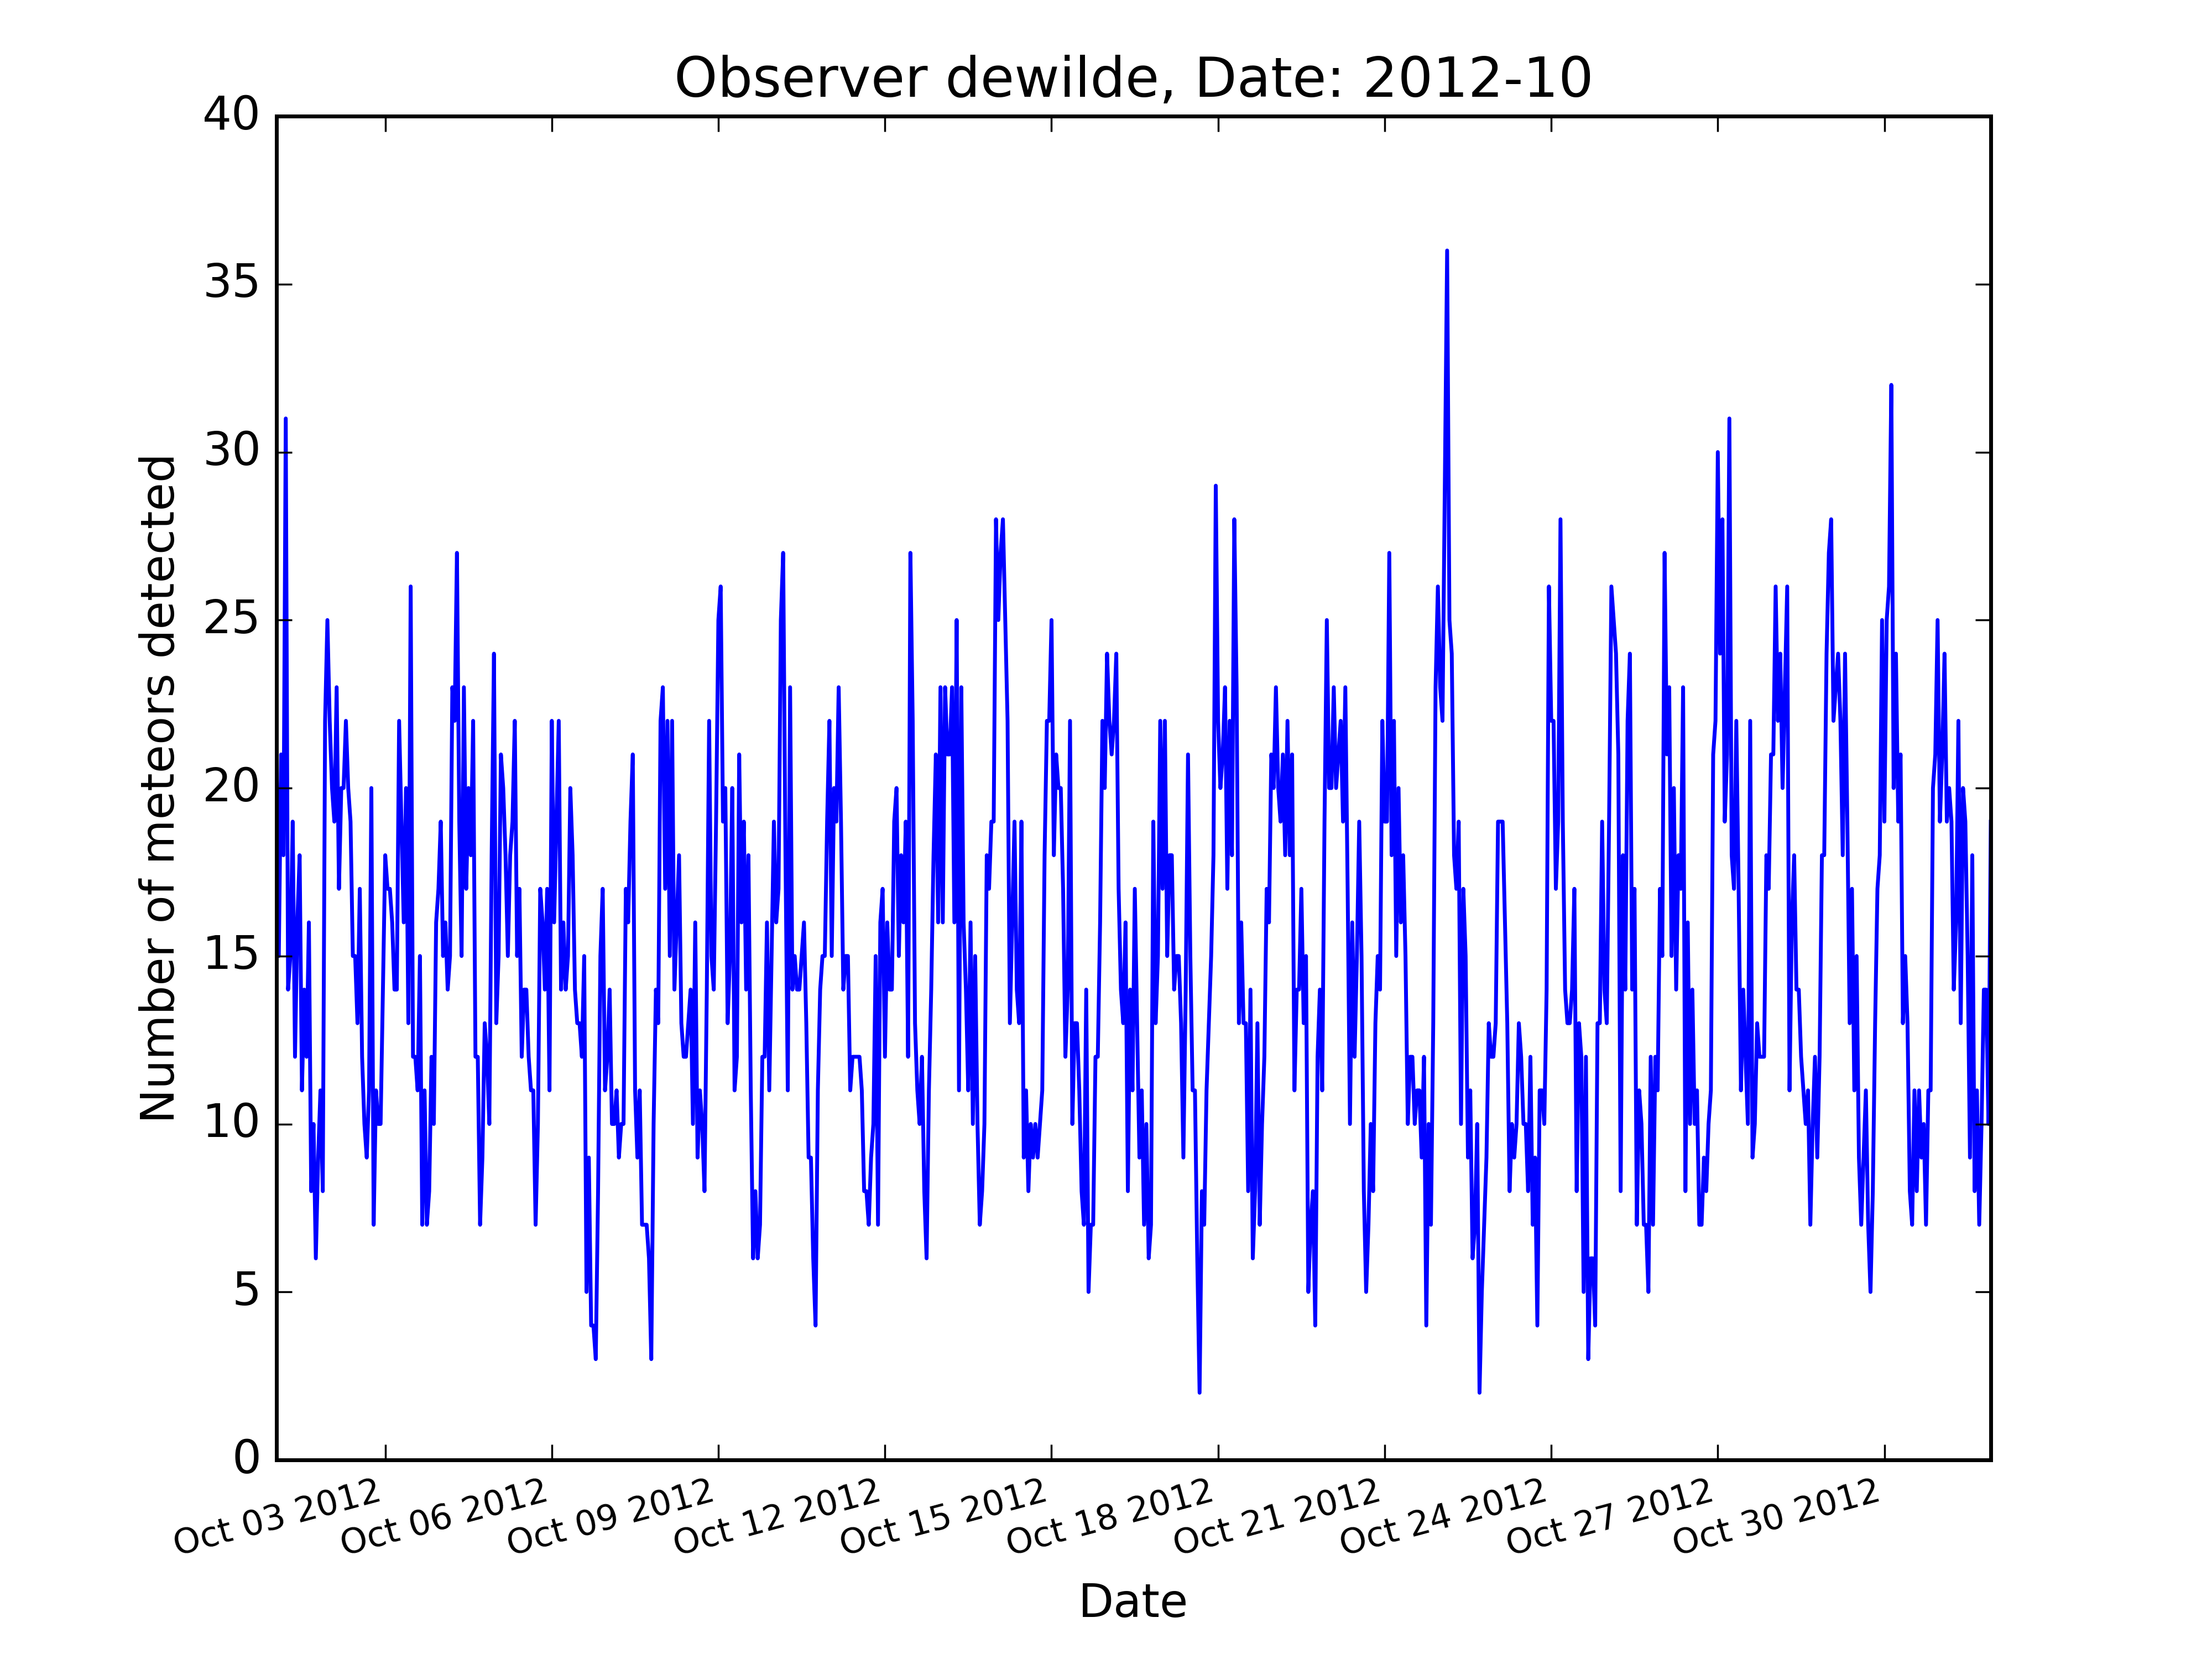 Observer dewilde, Date: 2012-10
40
35
30
25
20
15
10
5
0
Number of meteors detected
Oct 03 2012
Oct 06 2012
Oct 09 2012
Oct 12 2012
Oct 15 2012
Oct 18 2012
Oct 21 2012
Oct 24 2012
Oct 27 2012
Oct 30 2012
Date